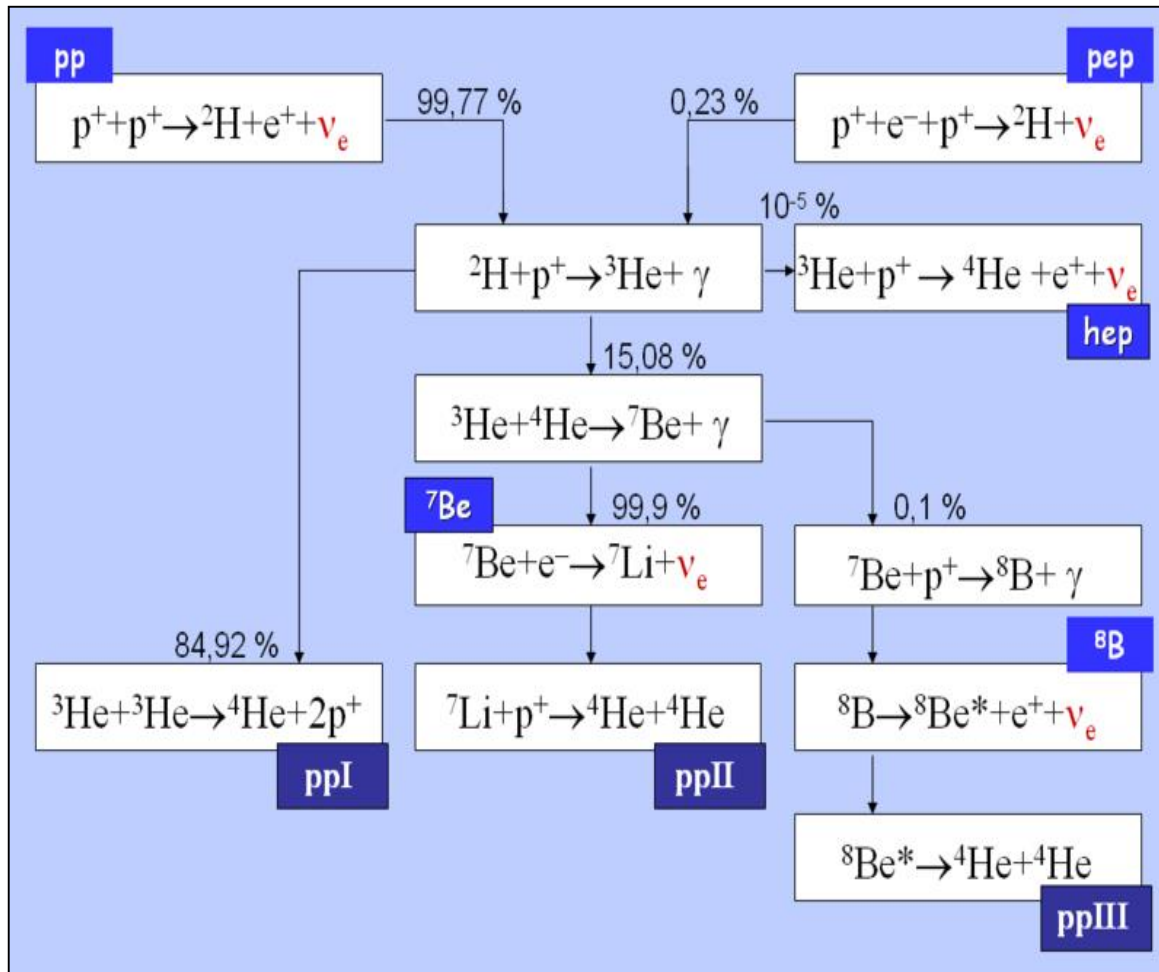 pp
pep
99,77 %
0,23 %
p⁺+p⁺→²H+e⁺+νₑ
p⁺+e⁻+p⁺→²H+νₑ
10⁻⁵ %
²H+p⁺→³He+ γ
³He+p⁺→ ⁴He +e⁺+νₑ
hep
15,08 %
³He+⁴He→⁷Be+ γ
⁷Be
99,9 %
0,1 %
⁷Be+e⁻→⁷Li+νₑ
⁷Be+p⁺→⁸B+ γ
84,92 %
⁸B
³He+³He→⁴He+2p⁺
⁷Li+p⁺→⁴He+⁴He
⁸B→⁸Be*+e⁺+νₑ
ppI
ppII
⁸Be*→⁴He+⁴He
ppIII